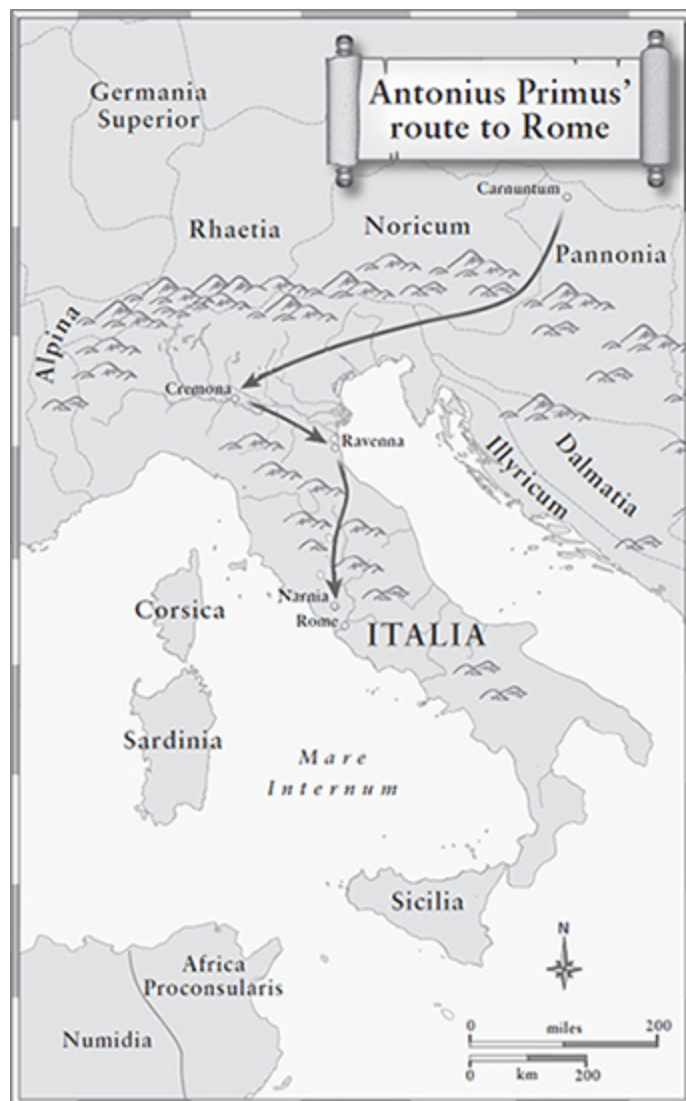 Antonius Primus'
route to Rome
Germania
Superior
Carnuntum
Rhaetia
Noricum
Pannonia
Alpina
Cremona
Ravenna
Illyricum
Dalmatia
Narnia
Rome
ITALIA
Corsica
Sardinia
Mare
Internum
Sicilia
Africa
Proconsularis
Numidia
N
0 miles 200
0 km 200